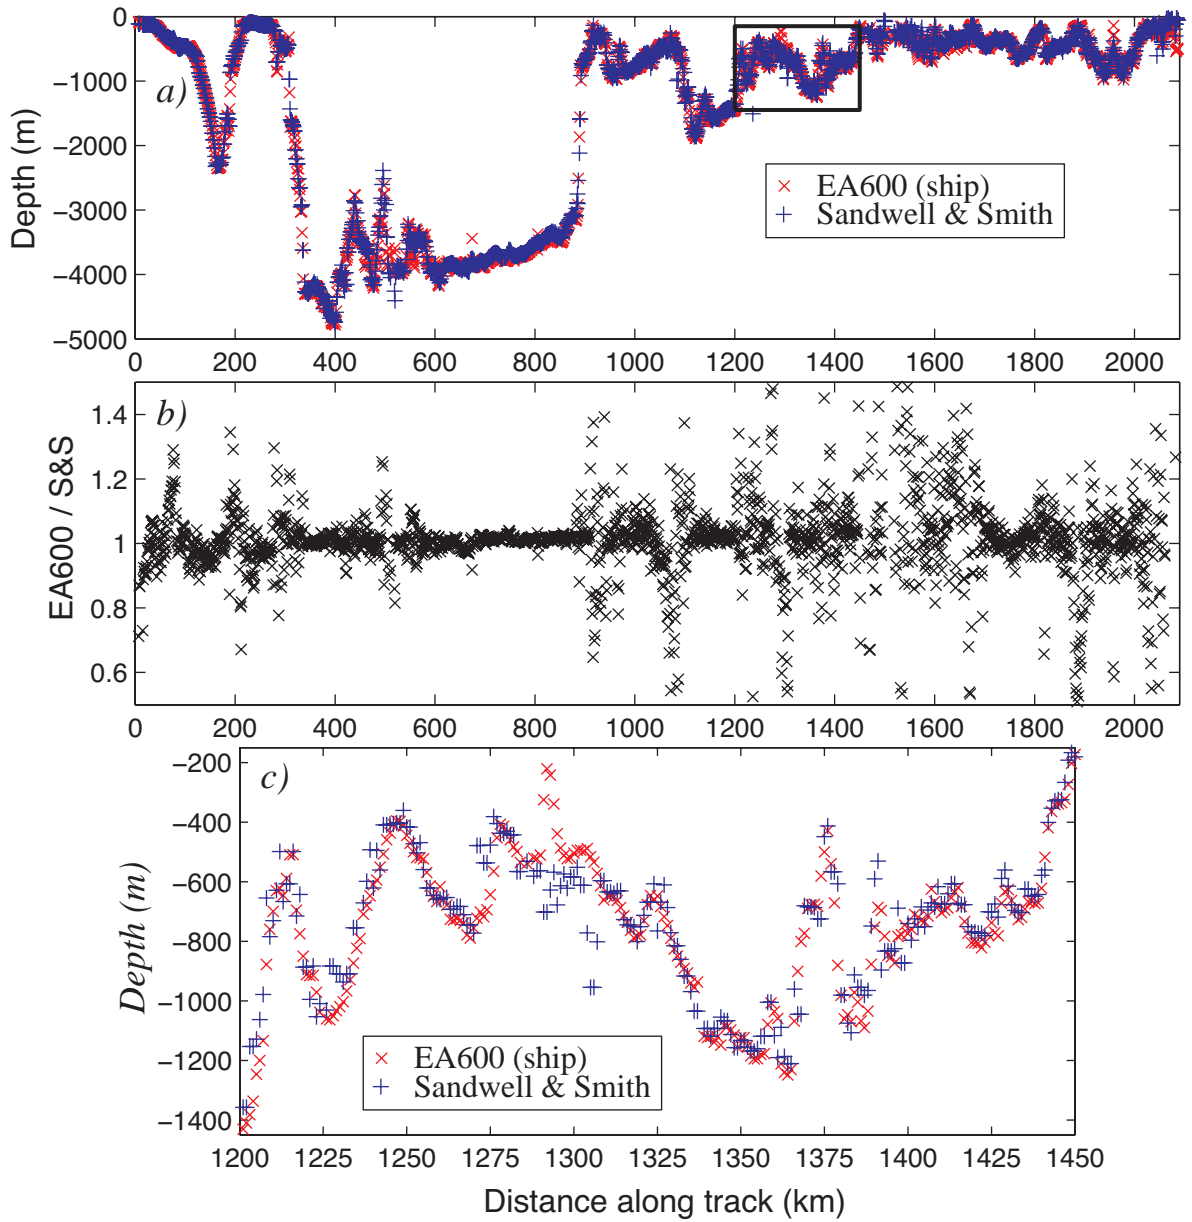 0
−1000
−2000
−3000
−4000
−5000
Depth (m)
a)
EA600 (ship)
Sandwell & Smith
0 200 400 600 800 1000 1200 1400 1600 1800 2000
1.4
1.2
1
0.8
0.6
EA600 / S&S
b)
0 200 400 600 800 1000 1200 1400 1600 1800 2000
−200
−400
−600
−800
−1000
−1200
−1400
Depth (m)
c)
EA600 (ship)
Sandwell & Smith
1200 1225 1250 1275 1300 1325 1350 1375 1400 1425 1450
Distance along track (km)